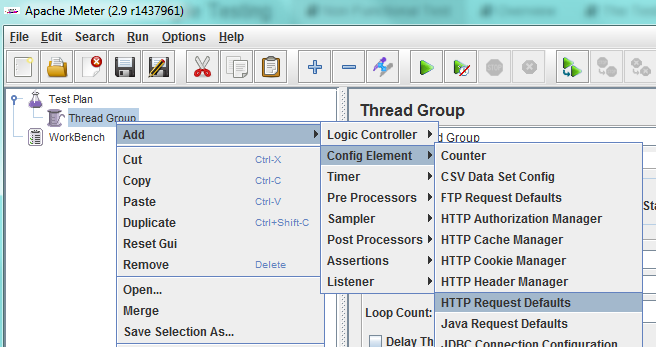 Apache JMeter (2.9 r1437961)
File Edit Search Run Options Help
Test Plan
Thread Group
WorkBench
Add
Cut Ctrl-X
Copy Ctrl-C
Paste Ctrl-V
Duplicate Ctrl+Shift-C
Reset Gui
Remove Delete
Open...
Merge
Save Selection As...
Logic Controller
Config Element
Timer
Pre Processors
Sampler
Post Processors
Assertions
Listener
Counter
CSV Data Set Config
FTP Request Defaults
HTTP Authorization Manager
HTTP Cache Manager
HTTP Cookie Manager
HTTP Header Manager
HTTP Request Defaults
Java Request Defaults
JDBC Connection Configuration
Thread Group
Group
Sta
Loop Count:
Delay Th